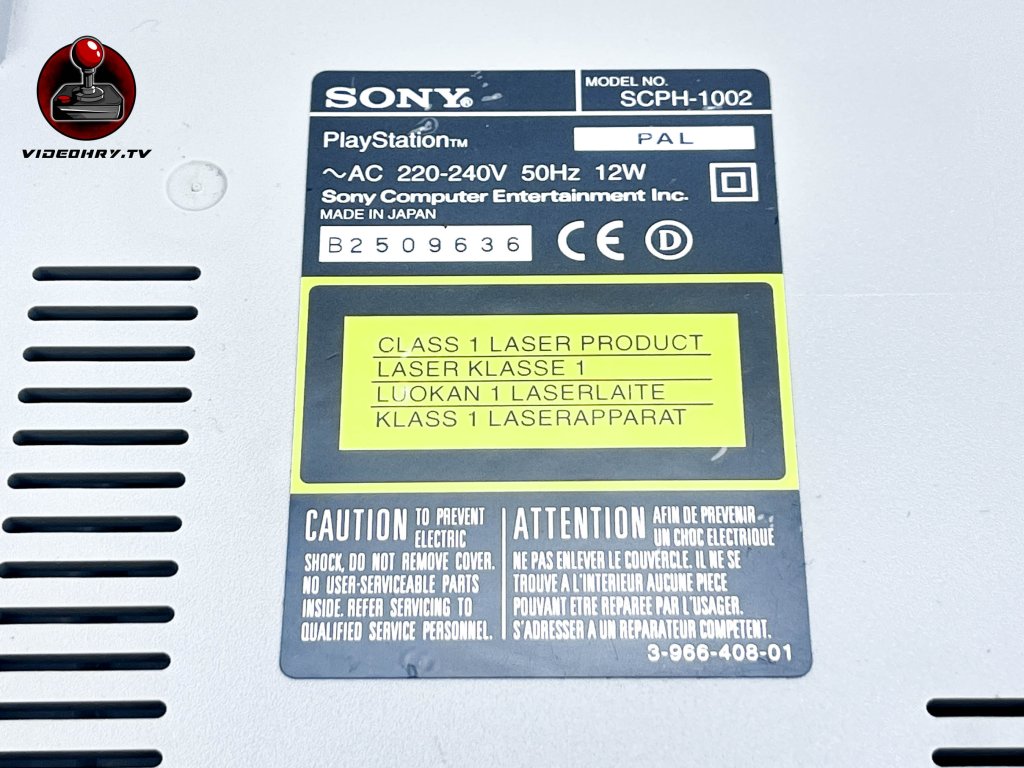 VIDEOHRY.TV
SONY®
MODEL NO.
SCPH-1002
PlayStation™
PAL
~AC 220-240V 50Hz 12W
Sony Computer Entertainment Inc.
MADE IN JAPAN
B2509636
CE D
CLASS 1 LASER PRODUCT
LASER KLASSE 1
LUOKAN 1 LASERLAITE
KLASS 1 LASERAPPARAT
CAUTION TO PREVENT
ELECTRIC
SHOCK, DO NOT REMOVE COVER.
NO USER-SERVICEABLE PARTS
INSIDE. REFER SERVICING TO
QUALIFIED SERVICE PERSONNEL.
ATTENTION AFIN DE PREVENIR
UN CHOC ELECTRIQUE
NE PAS ENLEVER LE COUVERCLE. IL NE SE
TROUVE A L'INTERIEUR AUCUNE PIECE
POUVANT ETRE REPAREE PAR L'USAGER.
S'ADRESSER A UN REPARATEUR COMPETENT.
3-966-408-01